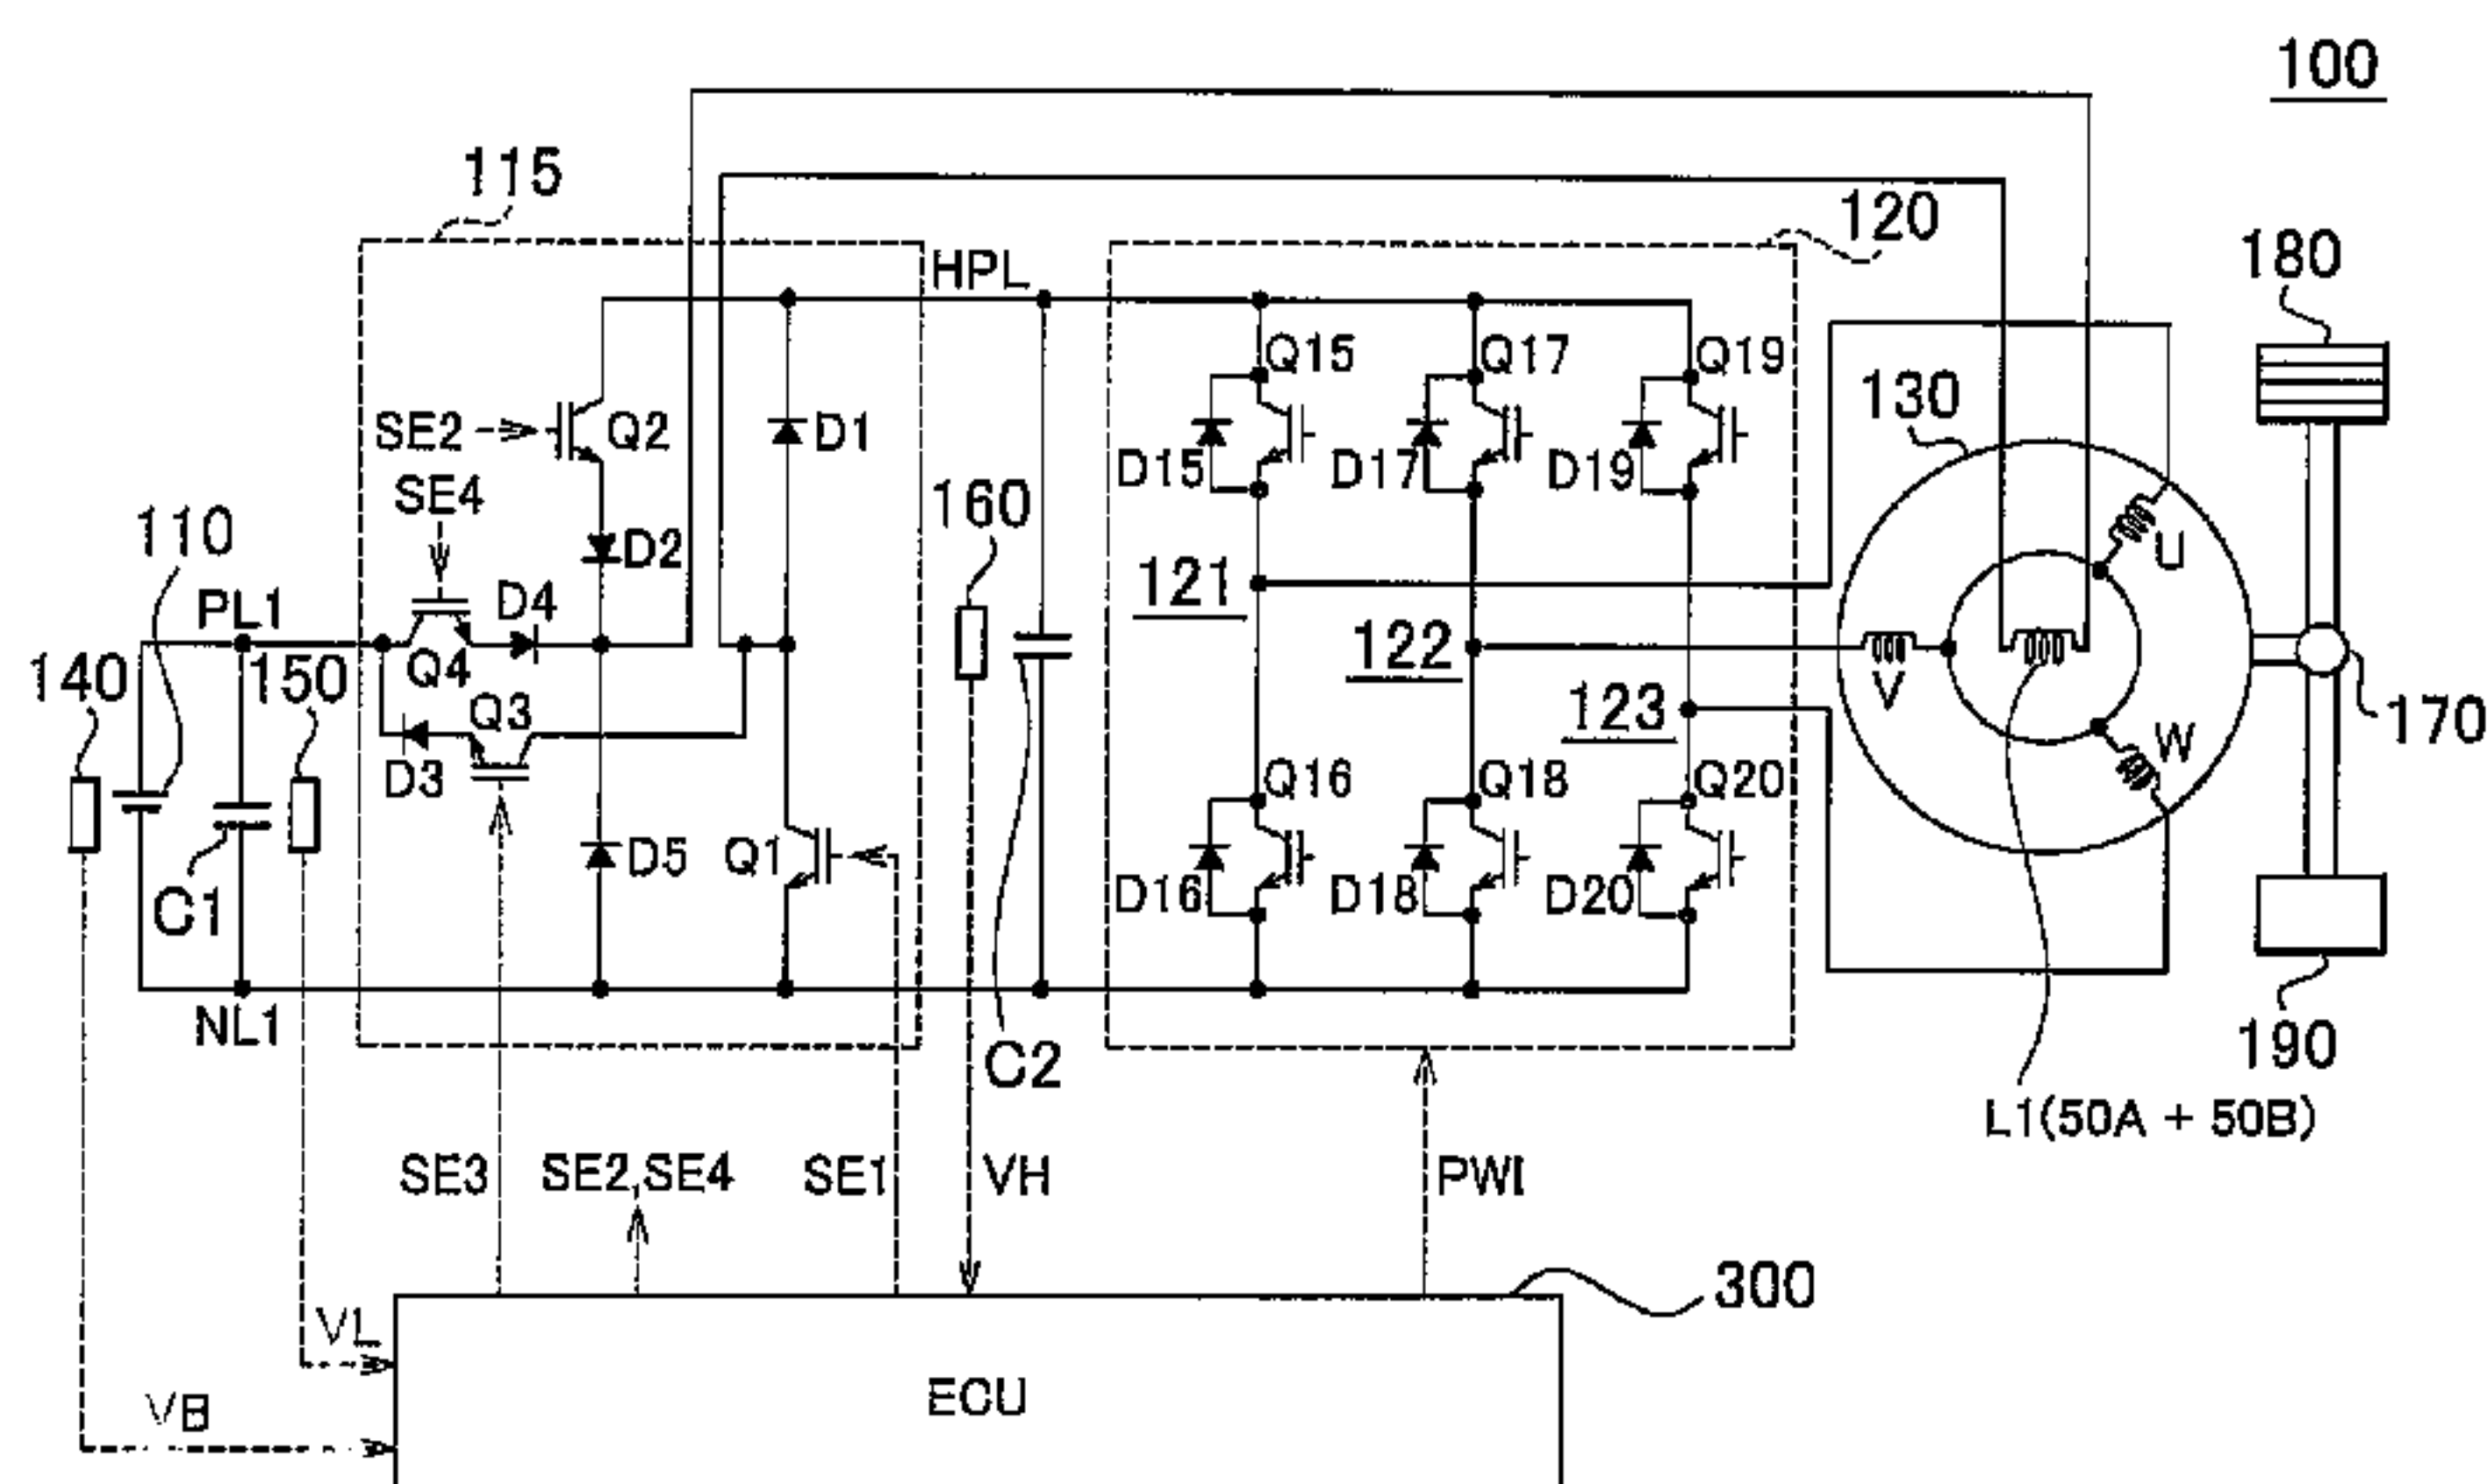 100
115
120
HPL
180
Q15
Q17
Q19
130
SE2
Q2
D1
D15
D17
D19
SE4
110
160
D2
U
PL1
D4
121
122
140
150
Q4
V
123
W
170
Q3
D3
Q16
Q18
Q20
D5
Q1
C1
D16
D18
D20
NL1
C2
190
L1(50A + 50B)
SE3
SE2,SE4
SE1
VH
PWI
300
VL
VB
ECU